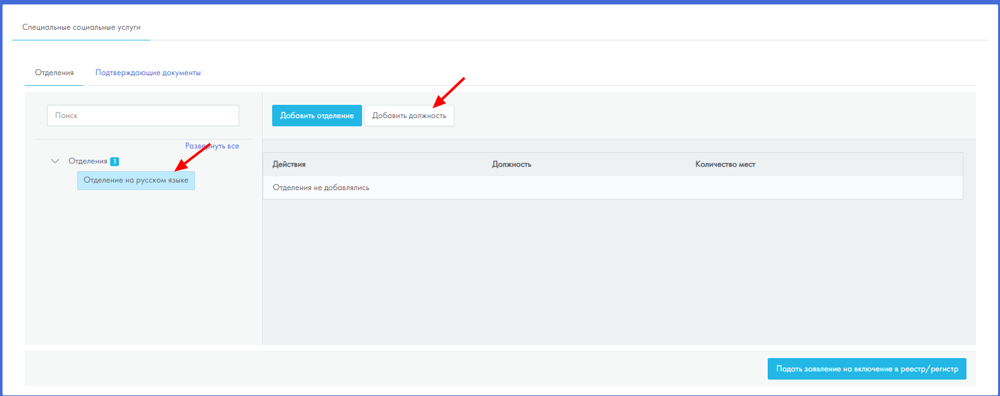 Специальные социальные услуги
Отделения Подтверждающие документы
Поиск
Добавить отделение Добавить должность
Развернуть все
Отделения 1
Отделение на русском языке
Действия Должность Количество мест
Отделения не добавлялись
Подать заявление на включение в реестр/регистр